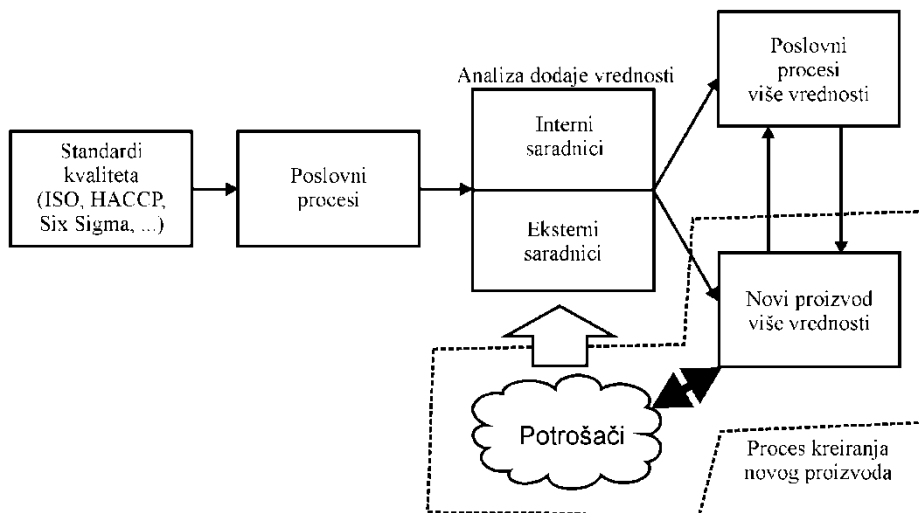 Standardi
kvaliteta
(ISO, HACCP,
Six Sigma, ...)
Poslovni
procesi
Analiza dodaje vrednosti
Interni
saradnici
Eksterni
saradnici
Poslovni
procesi
više vrednosti
Novi proizvod
više vrednosti
Potrošači
Proces kreiranja
novog proizvoda